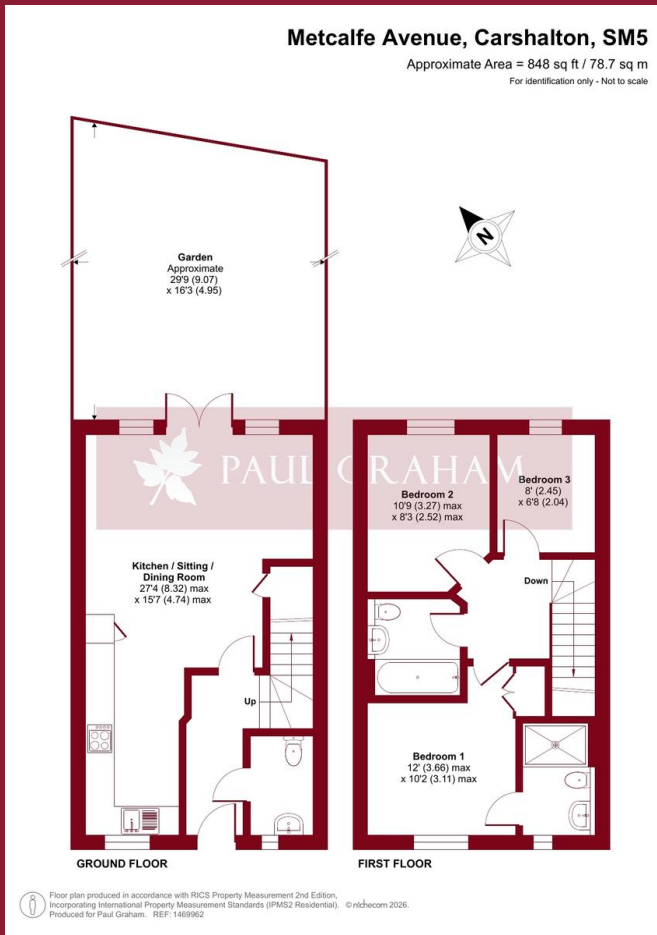 Metcalfe Avenue, Carshalton, SM5
Approximate Area = 848 sq ft / 78.7 sq m
For identification only - Not to scale
Garden
Approximate
29'9 (9.07)
x 16'3 (4.95)
N
PAUL GRAHAM
Kitchen / Sitting /
Dining Room
27'4 (8.32) max
x 15'7 (4.74) max
Up
GROUND FLOOR
Bedroom 2
10'9 (3.27) max
x 8'3 (2.52) max
Bedroom 3
8' (2.45)
x 6'8 (2.04)
Down
Bedroom 1
12' (3.66) max
x 10'2 (3.11) max
FIRST FLOOR
Floor plan produced in accordance with RICS Property Measurement 2nd Edition,
Incorporating International Property Measurement Standards (IPMS2 Residential). © nichecom 2026.
Produced for Paul Graham. REF: 1469962